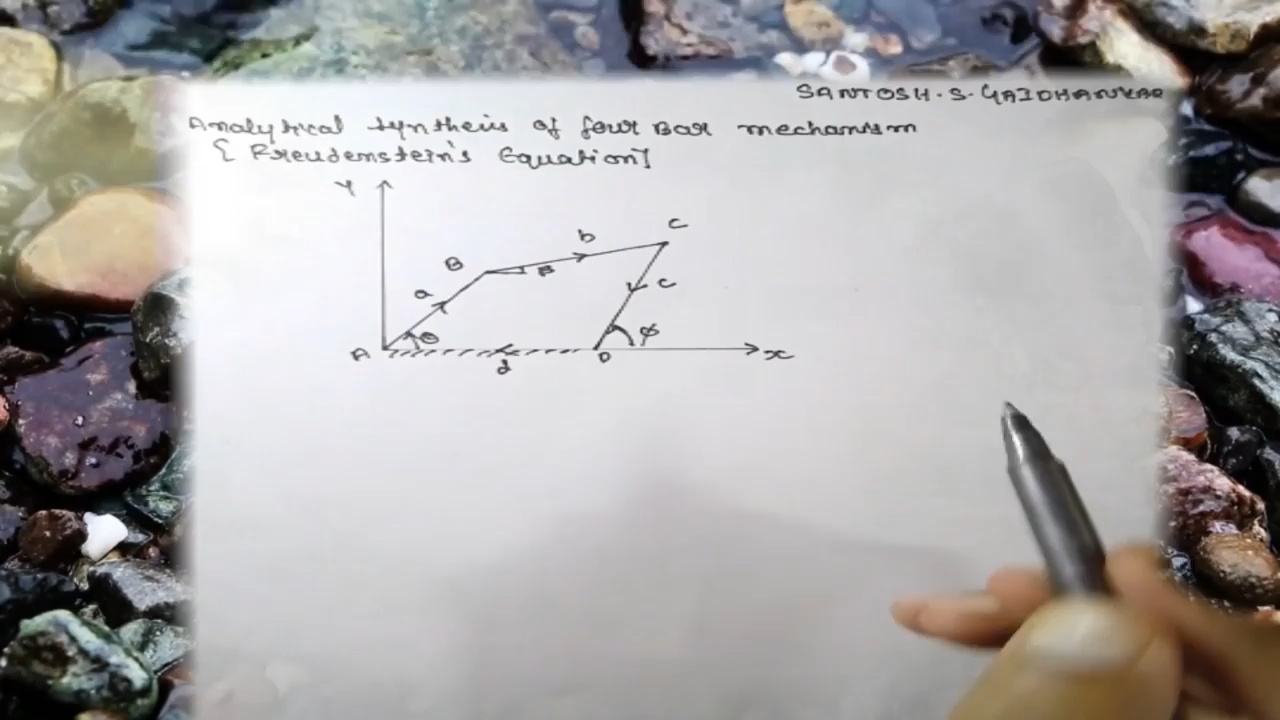 SANTOSH.S.GAIDHANKAR
Analytical synthesis of four Bar mechanism
[ Freudenstein's Equation]
Y
C
b
B
β
a
c
θ
φ
A
d
D
x